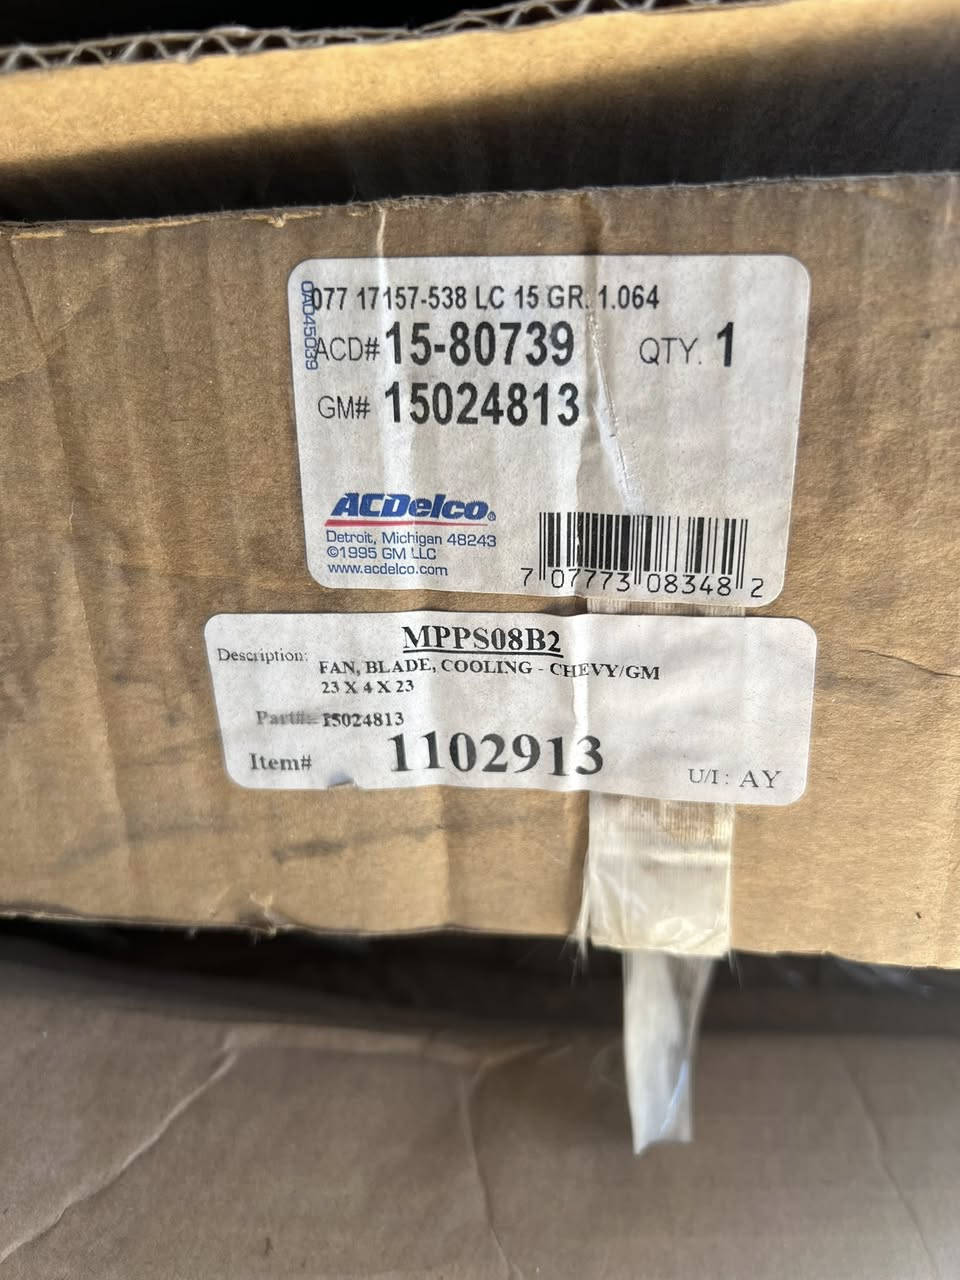 077 17157-538 LC 15 GR. 1.064
0A045039
ACD# 15-80739 QTY. 1
GM# 15024813
ACDelco®
Detroit, Michigan 48243
©1995 GM LLC
www.acdelco.com
7 07773 08348 2
MPPS08B2
Description: FAN, BLADE, COOLING - CHEVY/GM
23 X 4 X 23
Part#: 15024813
Item# 1102913 U/I : AY